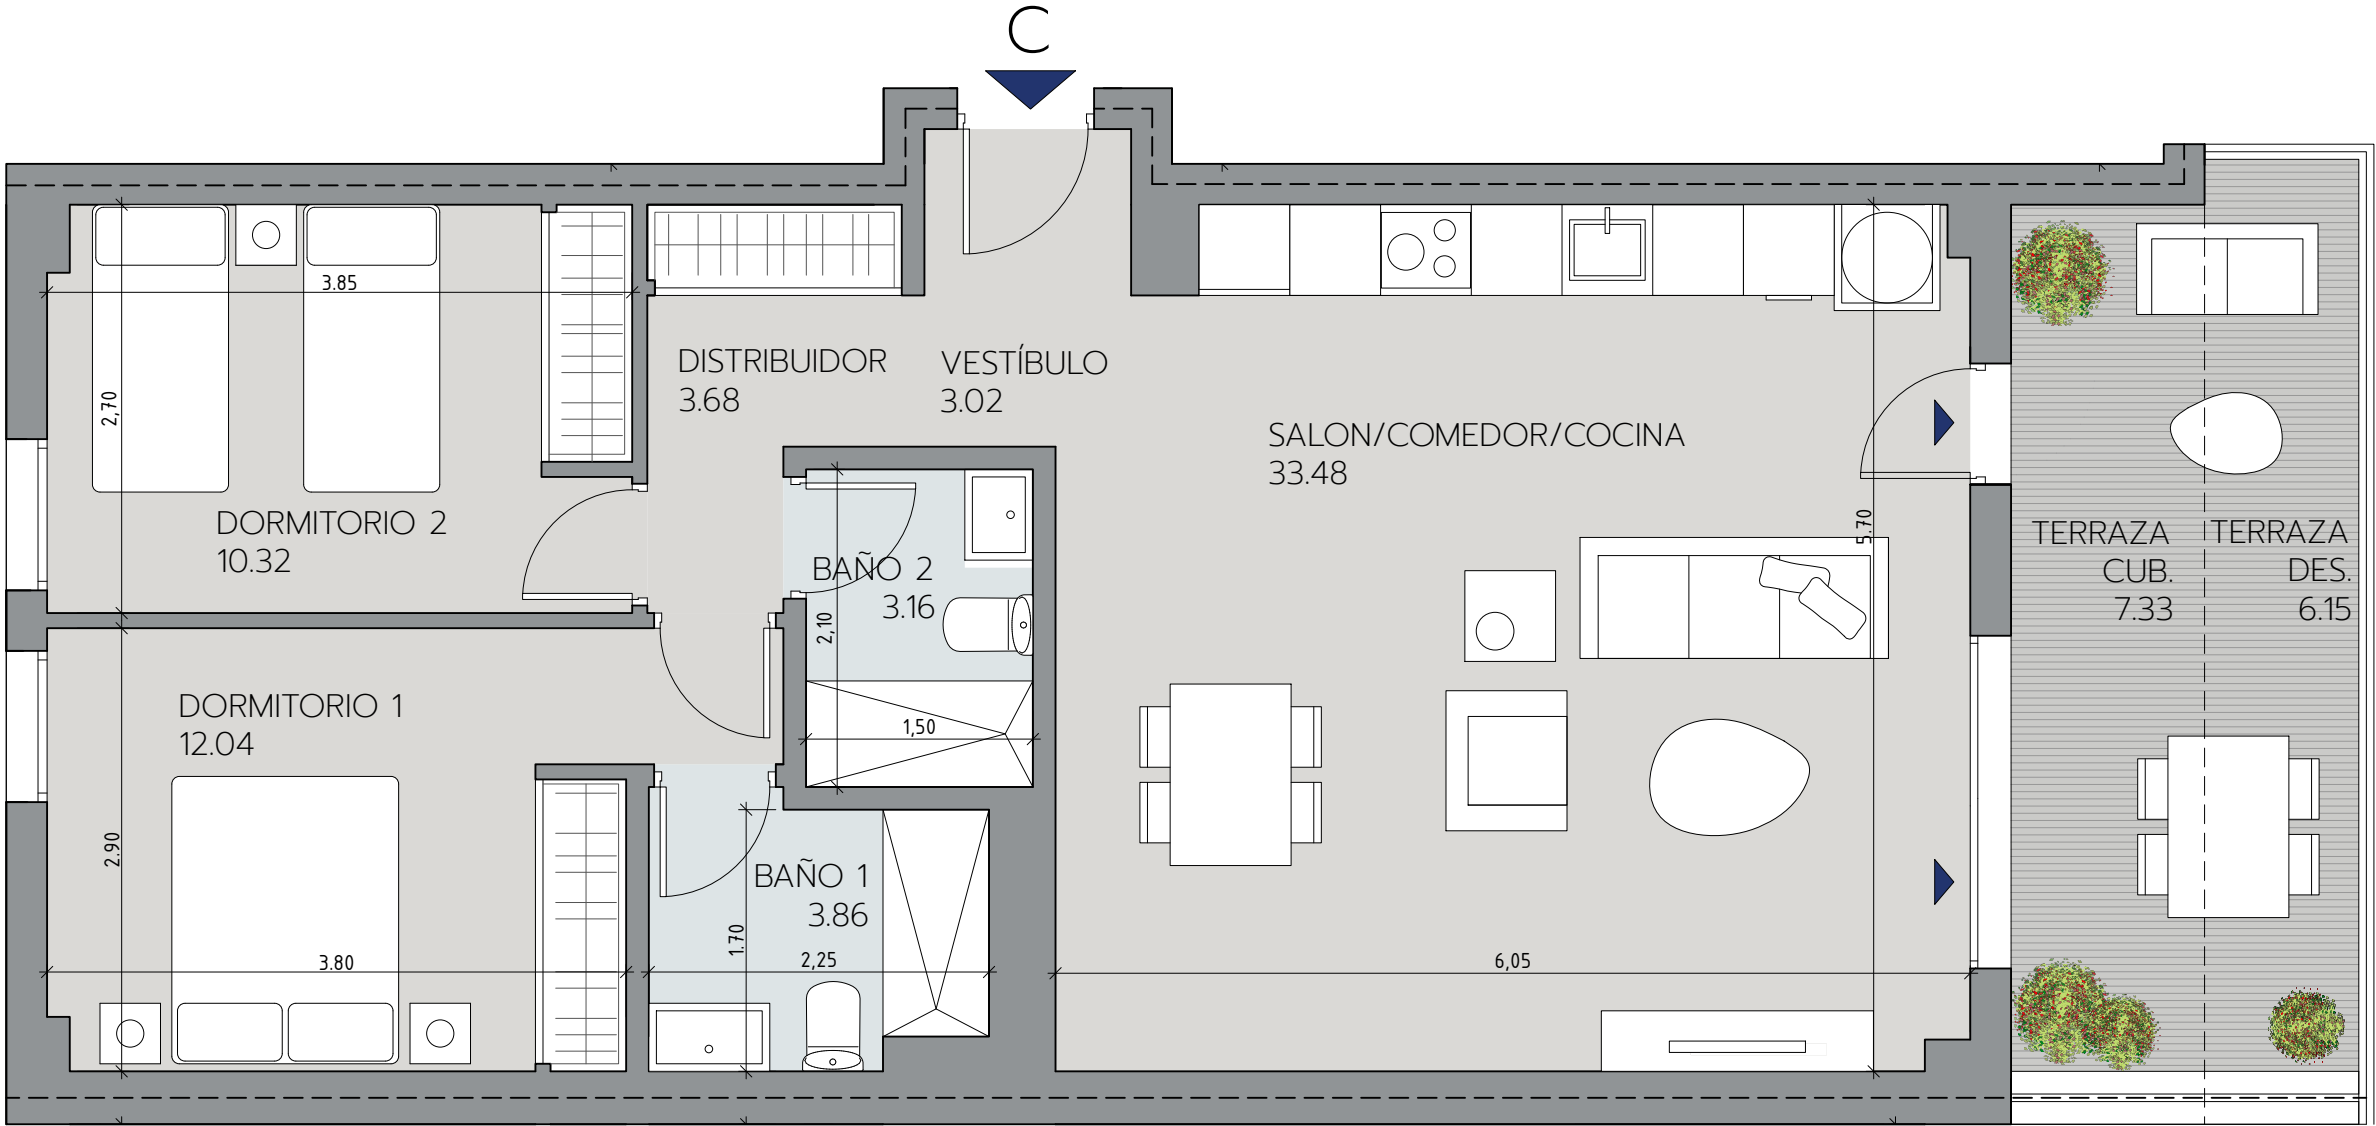 C
3.85
2,70
DISTRIBUIDOR
3.68
VESTÍBULO
3.02
SALON/COMEDOR/COCINA
33.48
5.70
DORMITORIO 2
10.32
BAÑO 2
3.16
2,10
TERRAZA
CUB.
7.33
TERRAZA
DES.
6.15
DORMITORIO 1
12.04
1,50
2.90
BAÑO 1
3.86
1.70
3.80
2,25
6,05